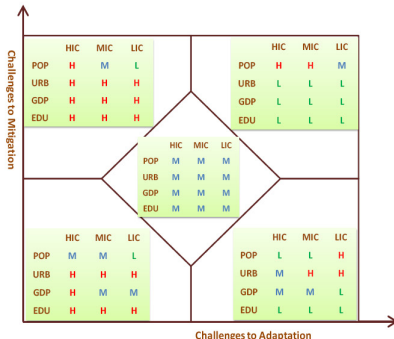 HIC MIC LIC
POP H M L
URB H H H
GDP H H H
EDU H H H
HIC MIC LIC
POP H H M
URB L L L
GDP L L L
EDU L L L
Challenges to Mitigation
HIC MIC LIC
POP M M M
URB M M M
GDP M M M
EDU M M M
HIC MIC LIC
POP M M L
URB H H H
GDP H M M
EDU H H H
HIC MIC LIC
POP L L H
URB M H H
GDP M M L
EDU L L L
Challenges to Adaptation